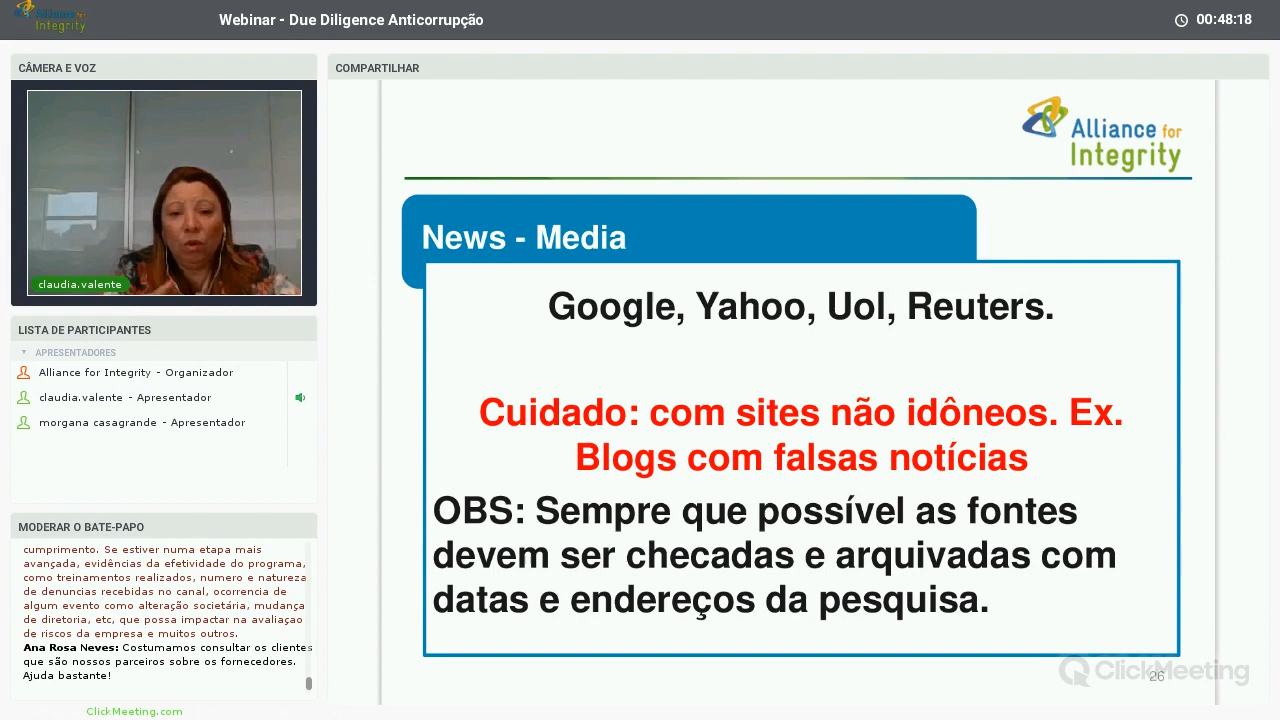 Alliance for
Integrity
Webinar - Due Diligence Anticorrupção
00:48:18
CÂMERA E VOZ
claudia.valente
LISTA DE PARTICIPANTES
APRESENTADORES
Alliance for Integrity - Organizador
claudia.valente - Apresentador
morgana casagrande - Apresentador
MODERAR O BATE-PAPO
cumprimento. Se estiver numa etapa mais
avançada, evidências da efetividade do programa,
como treinamentos realizados, numero e natureza
de denuncias recebidas no canal, ocorrencia de
algum evento como alteração societária, mudança
de diretoria, etc, que possa impactar na avaliaçao
de riscos da empresa e muitos outros.
Ana Rosa Neves: Costumamos consultar os clientes
que são nossos parceiros sobre os fornecedores.
Ajuda bastante!
ClickMeeting.com
COMPARTILHAR
Alliance for
Integrity
News - Media
Google, Yahoo, Uol, Reuters.
Cuidado: com sites não idôneos. Ex.
Blogs com falsas notícias
OBS: Sempre que possível as fontes
devem ser checadas e arquivadas com
datas e endereços da pesquisa.
26
ClickMeeting